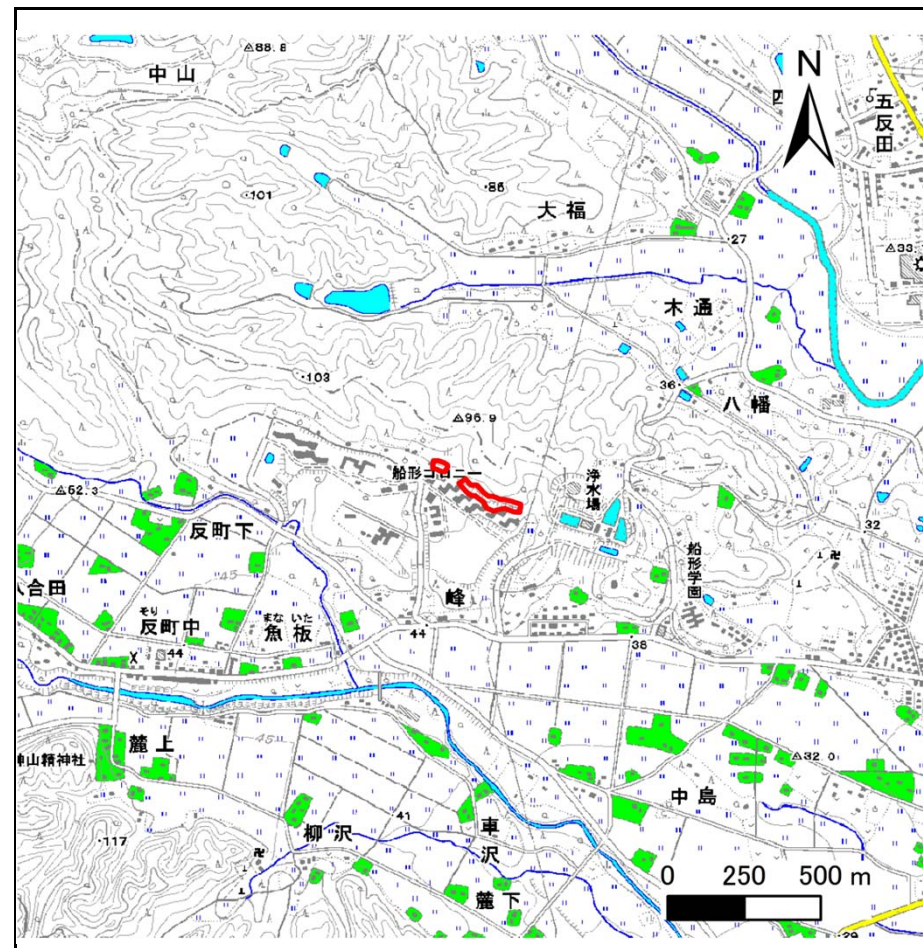 △88.8
中山
N
五反田
・101
・86
大福
・27
△33.
木通
・103
36・
八幡
△96.9
船形コロニー
浄水場
・32
△52.3
反町下
船形学園
45
合田
そり
反町中
まないた
魚板
峰
44
・44
・38
X
麓上
45
神山精神社
△32.0
中島
・117
柳沢
・41
車沢
麓下
0 250 500 m
・29